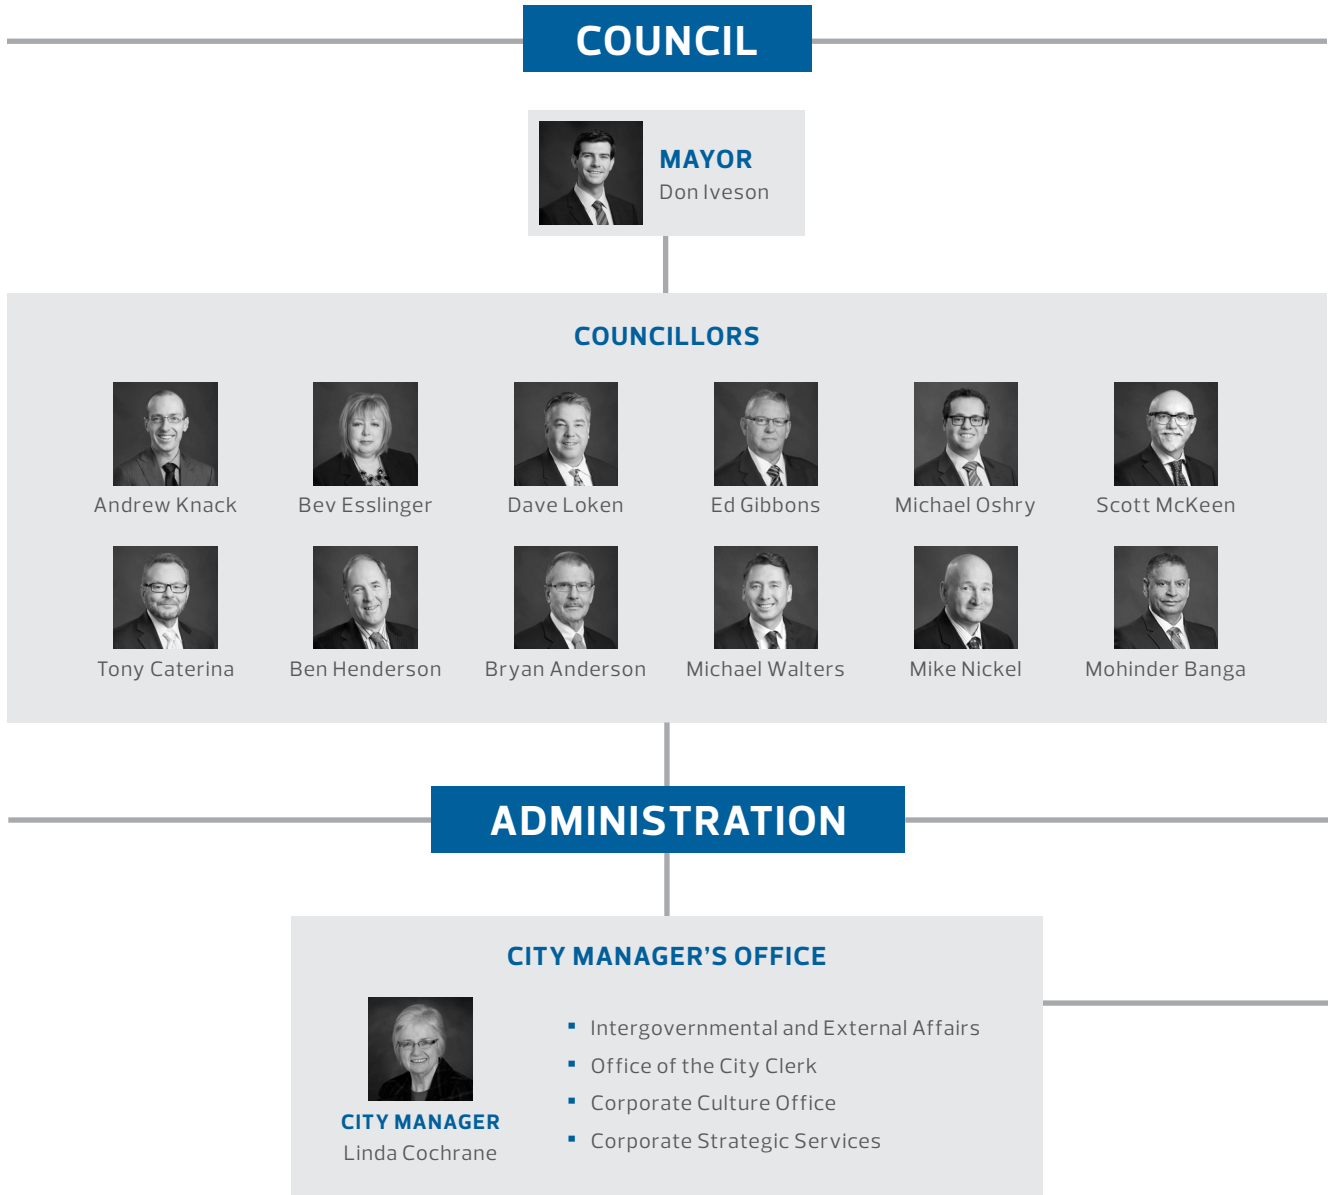 COUNCIL
MAYOR
Don Iveson
COUNCILLORS
Andrew Knack
Bev Esslinger
Dave Loken
Ed Gibbons
Michael Oshry
Scott McKeen
Tony Caterina
Ben Henderson
Bryan Anderson
Michael Walters
Mike Nickel
Mohinder Banga
ADMINISTRATION
CITY MANAGER’S OFFICE
CITY MANAGER
Linda Cochrane
▪ Intergovernmental and External Affairs
▪ Office of the City Clerk
▪ Corporate Culture Office
▪ Corporate Strategic Services